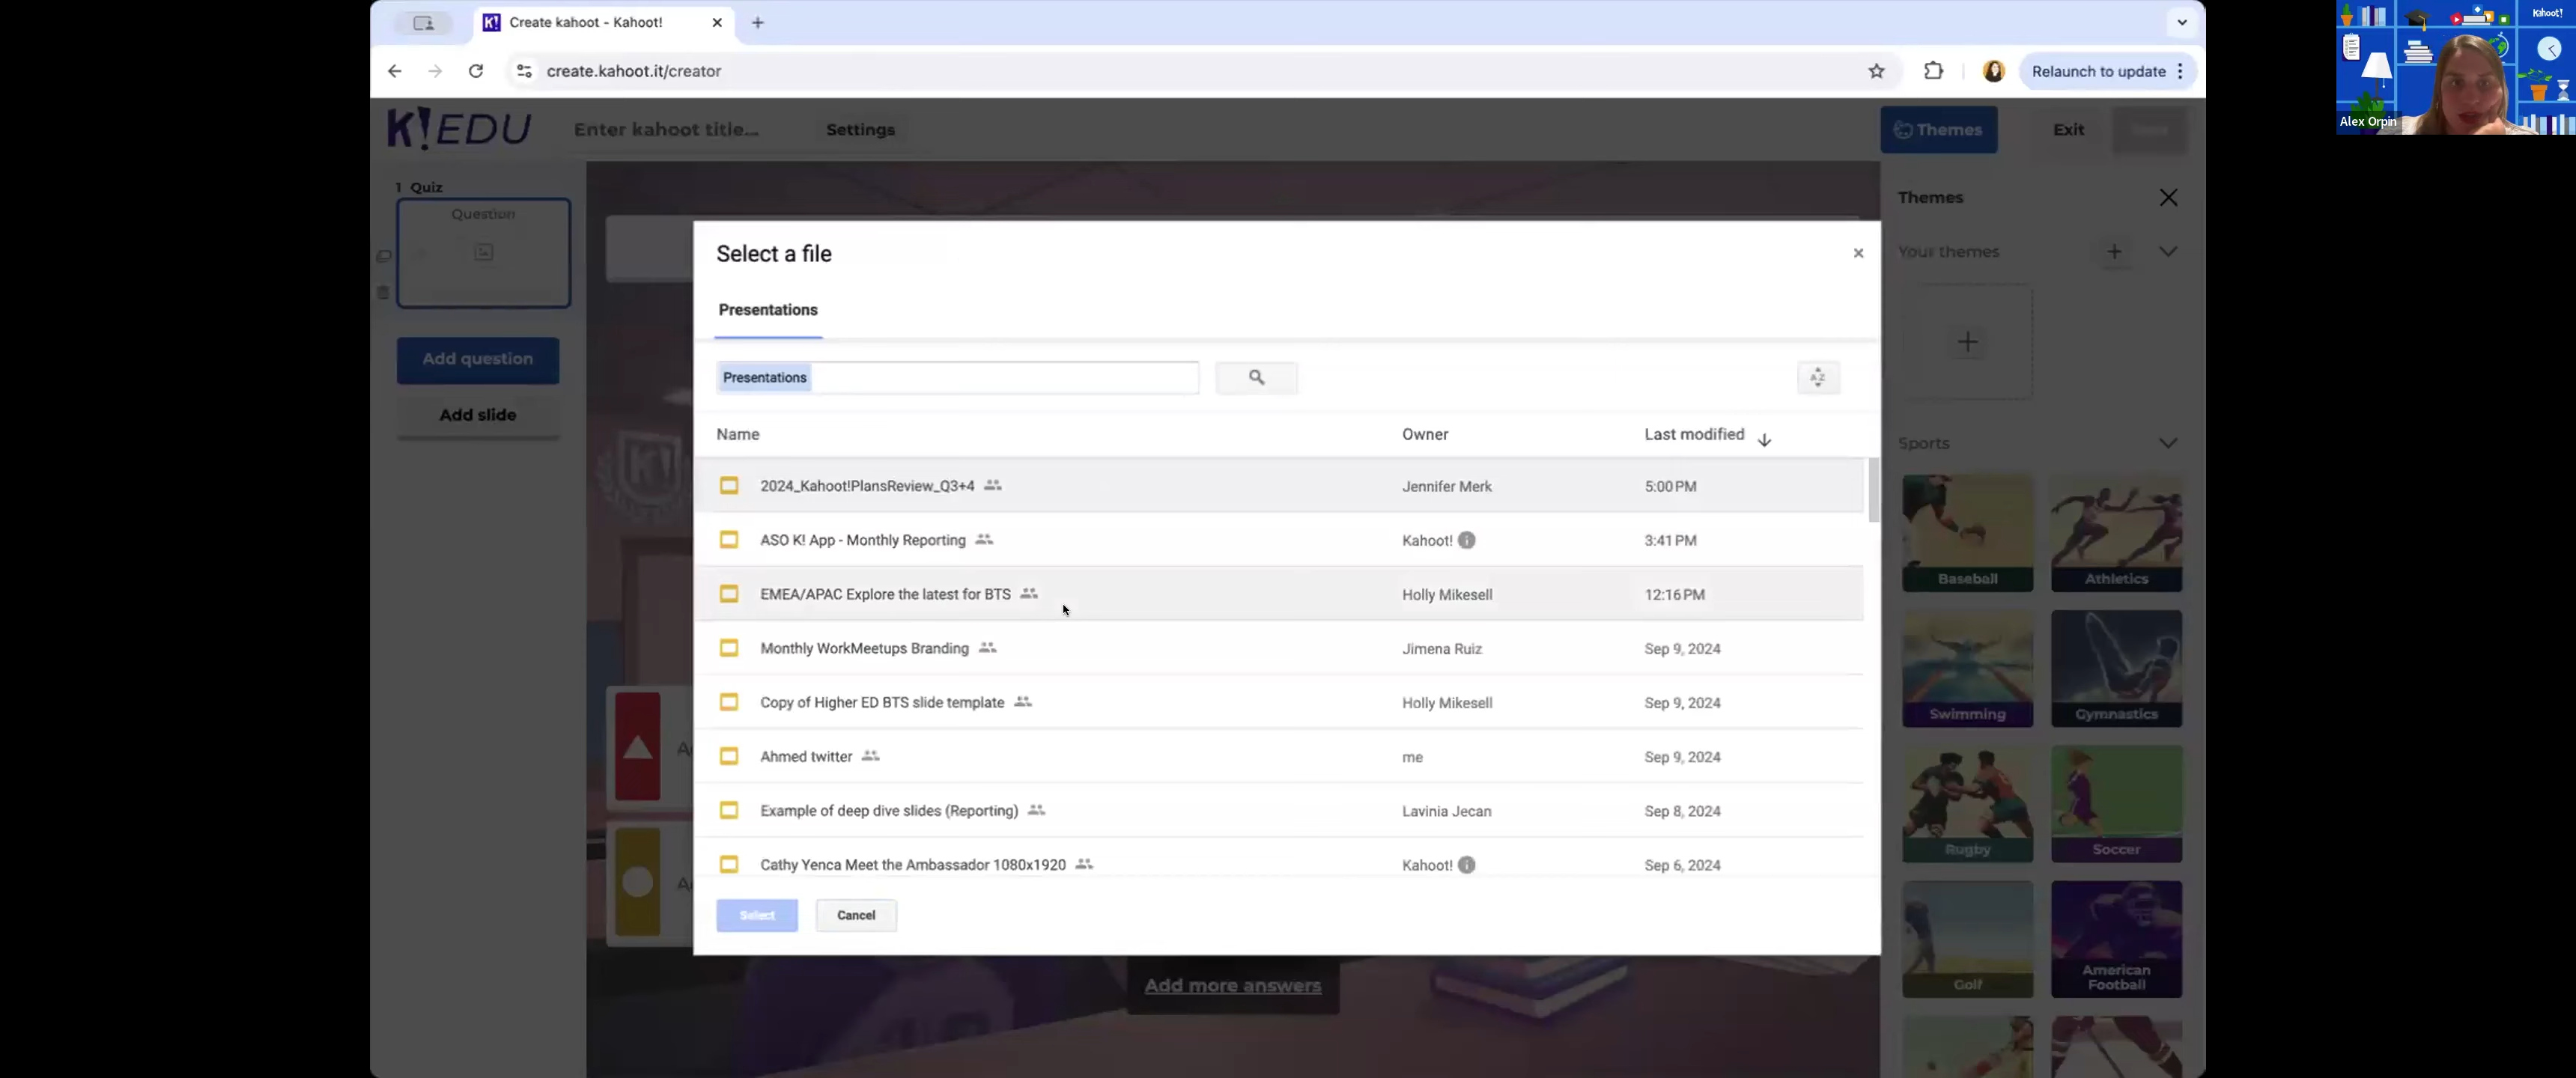 Create kahoot - Kahoot!
create.kahoot.it/creator
Relaunch to update
K!EDU
Enter kahoot title...
Settings
Themes
Exit
1 Quiz
Question
Add question
Add slide
Select a file
Presentations
Presentations
Name
Owner
Last modified
2024_Kahoot!PlansReview_Q3+4
Jennifer Merk
5:00 PM
ASO K! App - Monthly Reporting
Kahoot!
3:41 PM
EMEA/APAC Explore the latest for BTS
Holly Mikesell
12:16 PM
Monthly WorkMeetups Branding
Jimena Ruiz
Sep 9, 2024
Copy of Higher ED BTS slide template
Holly Mikesell
Sep 9, 2024
Ahmed twitter
me
Sep 9, 2024
Example of deep dive slides (Reporting)
Lavinia Jecan
Sep 8, 2024
Cathy Yenca Meet the Ambassador 1080x1920
Kahoot!
Sep 6, 2024
Select
Cancel
Add more answers
Themes
Your themes
Sports
Baseball
Athletics
Swimming
Gymnastics
Rugby
Soccer
Golf
American
Football
Kahoot!
Alex Orpin